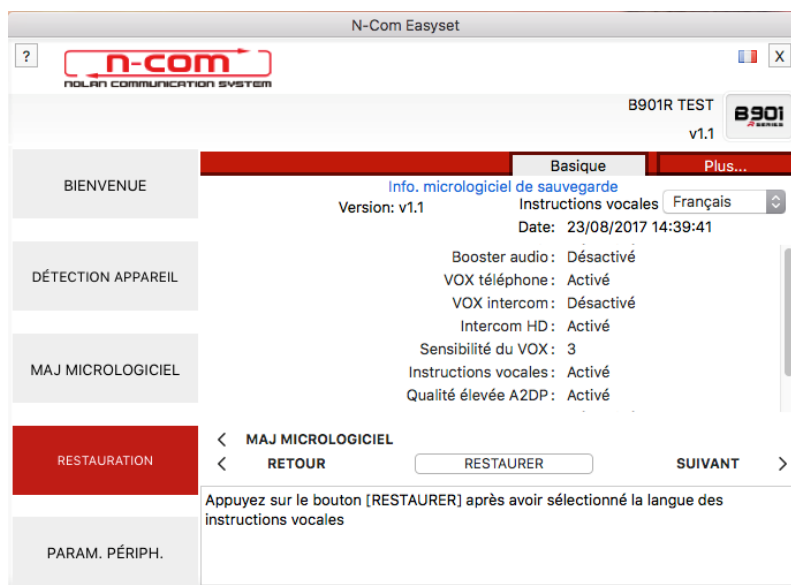 N-Com Easyset
?
n-com
NOLAN COMMUNICATION SYSTEM
X
B901R TEST
v1.1
B901
R SERIES
BIENVENUE
DÉTECTION APPAREIL
MAJ MICROLOGICIEL
RESTAURATION
PARAM. PÉRIPH.
Basique
Plus...
Info. micrologiciel de sauvegarde
Version: v1.1
Instructions vocales Français
Date: 23/08/2017 14:39:41
Booster audio: Désactivé
VOX téléphone: Activé
VOX intercom: Désactivé
Intercom HD: Activé
Sensibilité du VOX: 3
Instructions vocales: Activé
Qualité élevée A2DP: Activé
< MAJ MICROLOGICIEL
< RETOUR RESTAURER SUIVANT >
Appuyez sur le bouton [RESTAURER] après avoir sélectionné la langue des
instructions vocales